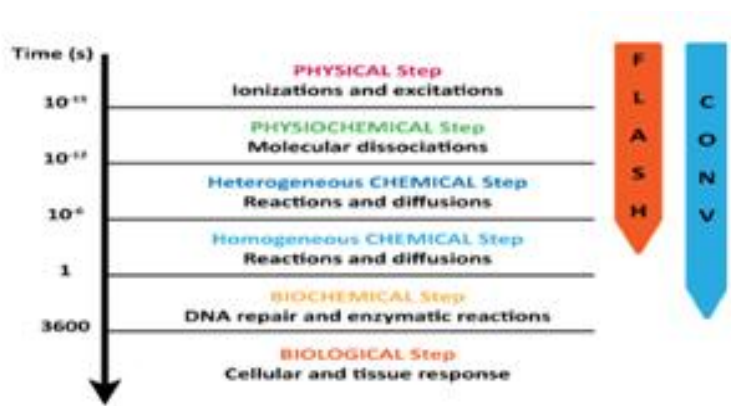 Time (s)
PHYSICAL Step
Ionizations and excitations
PHYSIOCHEMICAL Step
Molecular dissociations
10⁻¹²
Heterogeneous CHEMICAL Step
Reactions and diffusions
10⁻⁶
Homogeneous CHEMICAL Step
Reactions and diffusions
1
BIOCHEMICAL Step
DNA repair and enzymatic reactions
3600
BIOLOGICAL Step
Cellular and tissue response
FLASH
CONV